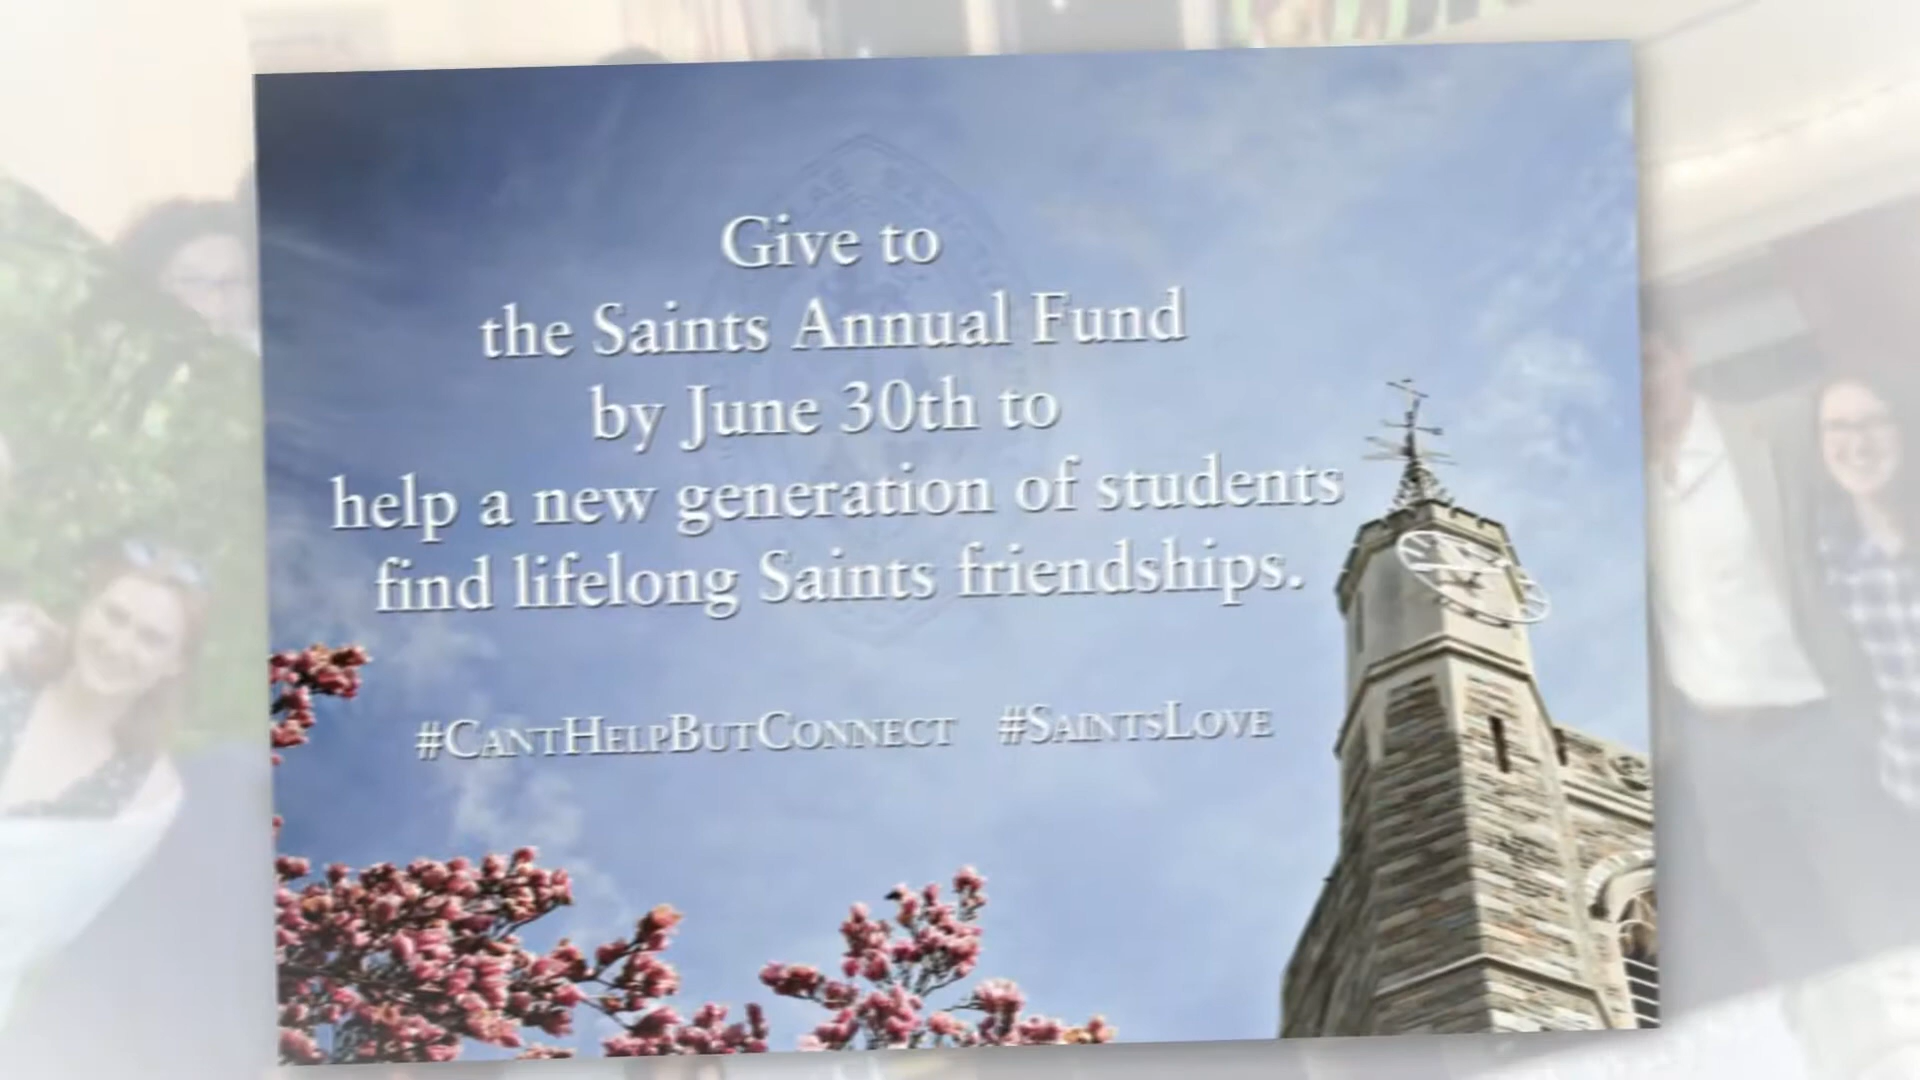 Give to
the Saints Annual Fund
by June 30th to
help a new generation of students
find lifelong Saints friendships.
#CANTHELPBUTCONNECT #SAINTSLOVE